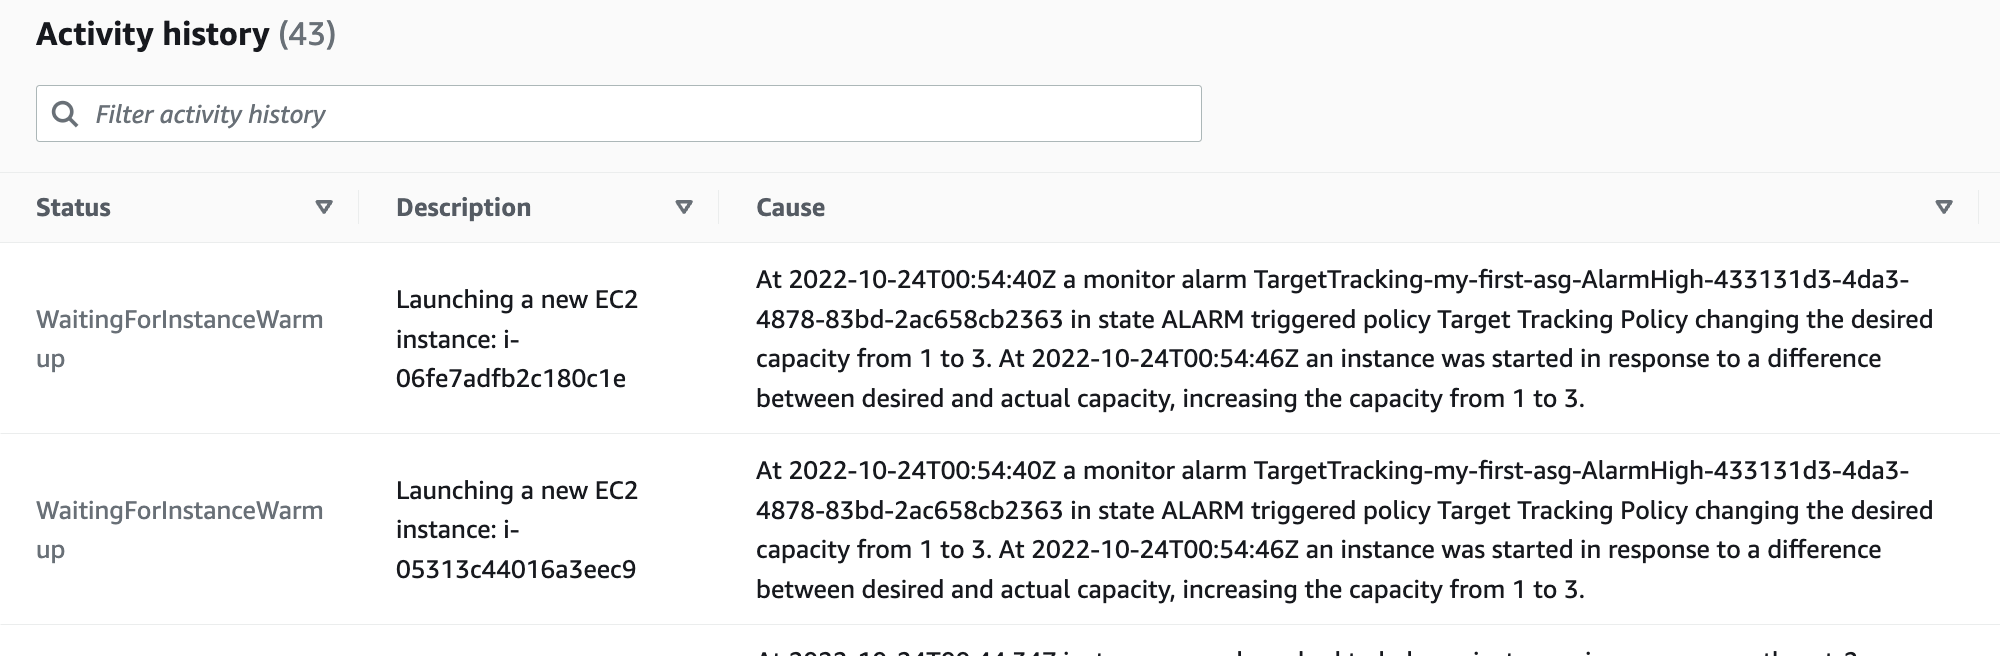 Activity history (43)
Filter activity history
Status
Description
Cause
WaitingForInstanceWarm
up
Launching a new EC2
instance: i-
06fe7adfb2c180c1e
At 2022-10-24T00:54:40Z a monitor alarm TargetTracking-my-first-asg-AlarmHigh-433131d3-4da3-
4878-83bd-2ac658cb2363 in state ALARM triggered policy Target Tracking Policy changing the desired
capacity from 1 to 3. At 2022-10-24T00:54:46Z an instance was started in response to a difference
between desired and actual capacity, increasing the capacity from 1 to 3.
WaitingForInstanceWarm
up
Launching a new EC2
instance: i-
05313c44016a3eec9
At 2022-10-24T00:54:40Z a monitor alarm TargetTracking-my-first-asg-AlarmHigh-433131d3-4da3-
4878-83bd-2ac658cb2363 in state ALARM triggered policy Target Tracking Policy changing the desired
capacity from 1 to 3. At 2022-10-24T00:54:46Z an instance was started in response to a difference
between desired and actual capacity, increasing the capacity from 1 to 3.